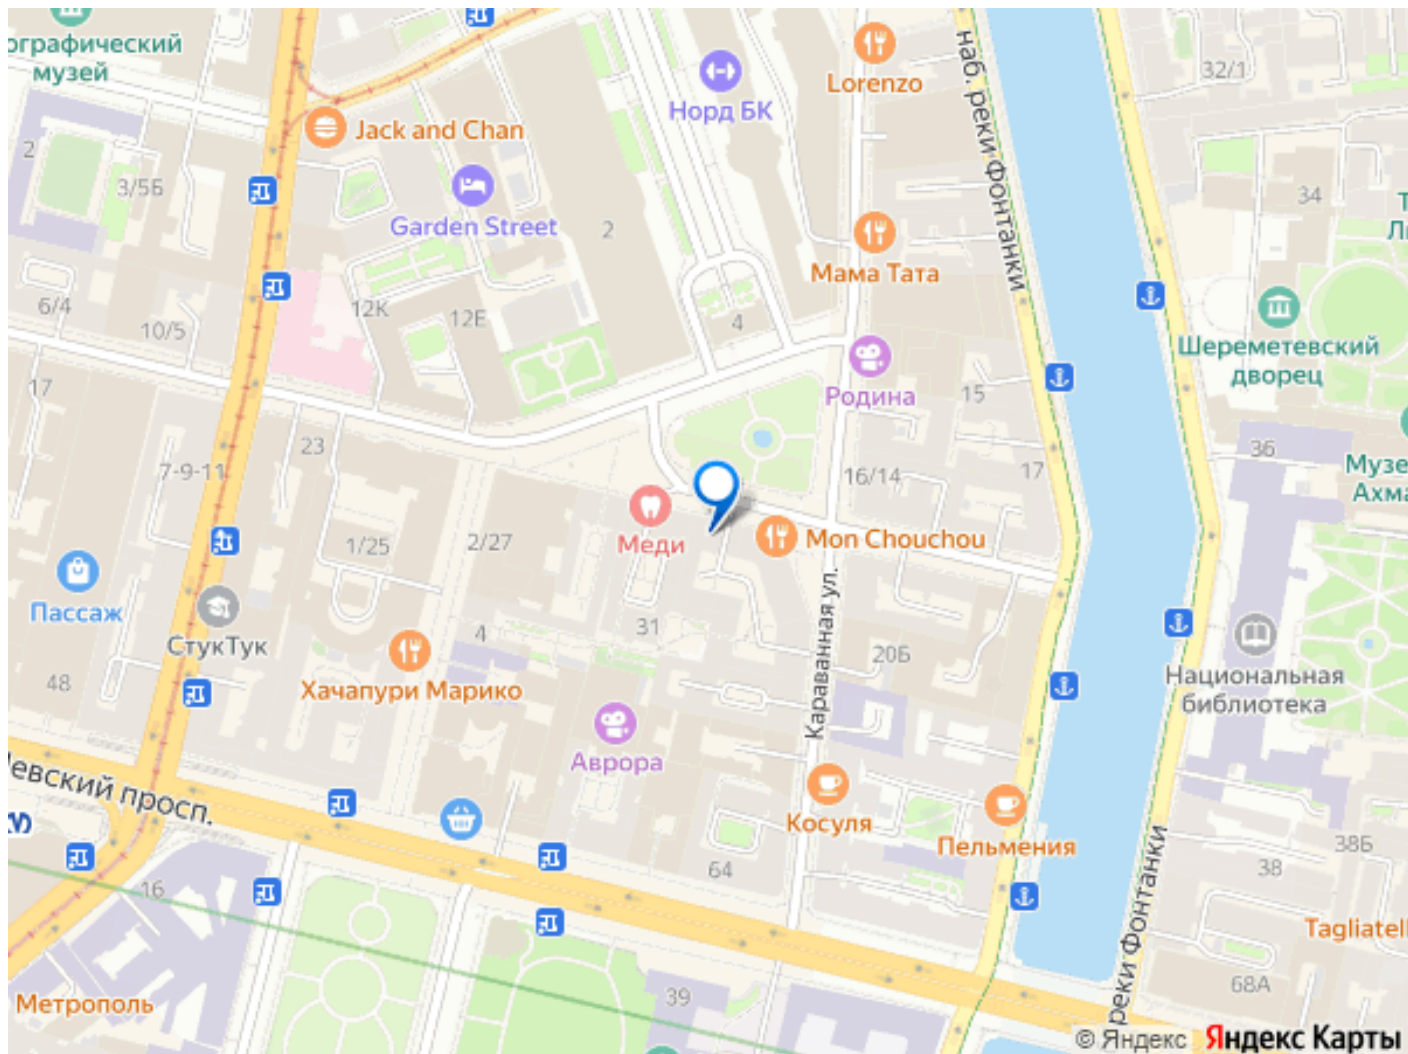 ографический
музей
Jack and Chan
Garden Street
Норд БК
Lorenzo
наб. реки Фонтанки
32/1
34
2
3/5Б
2
Мама Тата
6/4
10/5
12К
12Е
4
Родина
Шереметевский
дворец
17
7-9-11
23
15
16/14
17
36
Музе
Ахма
1/25
2/27
Меди
Mon Chouchou
Пассаж
СтукТук
48
4
31
Хачапури Марико
Караванная ул.
20Б
Национальная
библиотека
Аврора
Косуля
Пельмения
64
Невский просп.
16
38Б
38
Tagliatell
реки Фонтанки
68А
39
Метрополь
© Яндекс Яндекс Карты